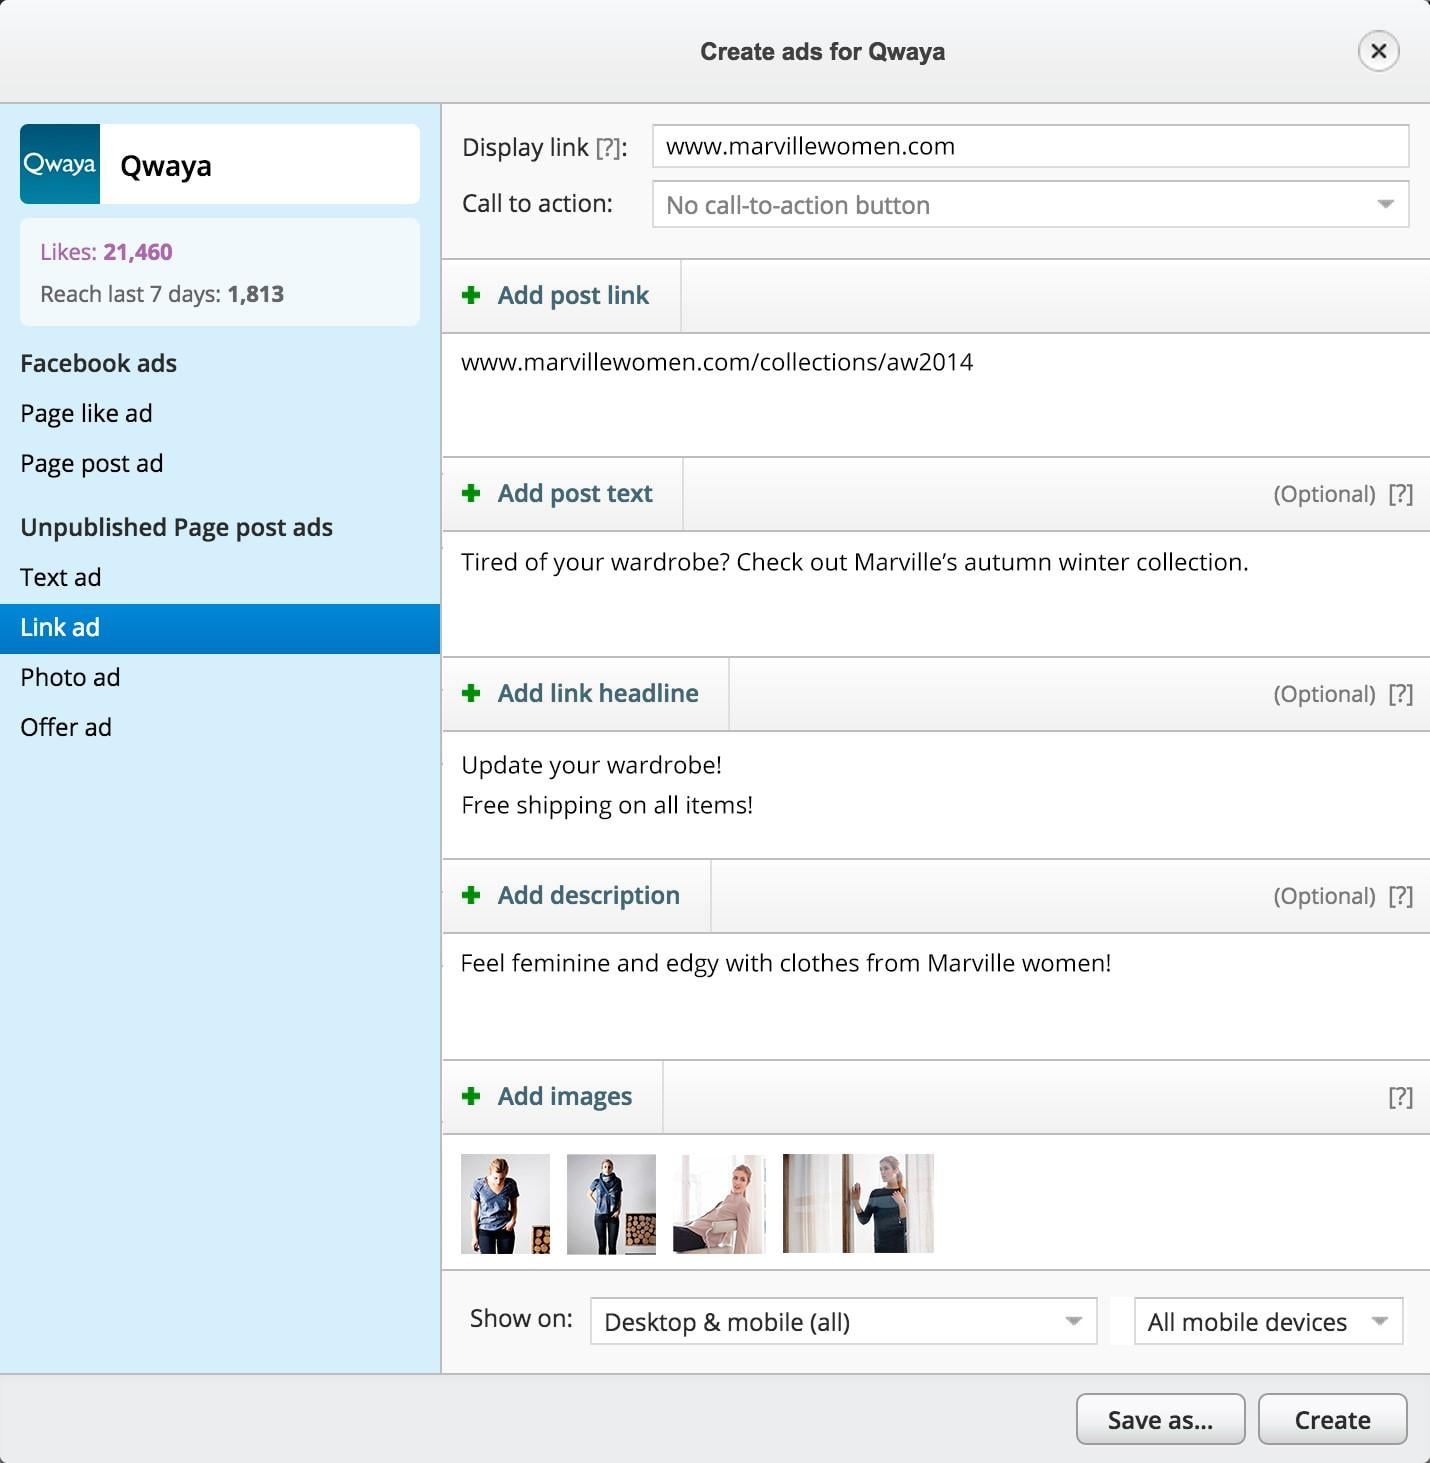 Create ads for Qwaya
Qwaya
Qwaya
Likes: 21,460
Reach last 7 days: 1,813
Facebook ads
Page like ad
Page post ad
Unpublished Page post ads
Text ad
Link ad
Photo ad
Offer ad
Display link [?]: www.marvillewomen.com
Call to action: No call-to-action button
Add post link
www.marvillewomen.com/collections/aw2014
Add post text (Optional) [?]
Tired of your wardrobe? Check out Marville’s autumn winter collection.
Add link headline (Optional) [?]
Update your wardrobe!
Free shipping on all items!
Add description (Optional) [?]
Feel feminine and edgy with clothes from Marville women!
Add images [?]
Show on: Desktop & mobile (all) All mobile devices
Save as... Create